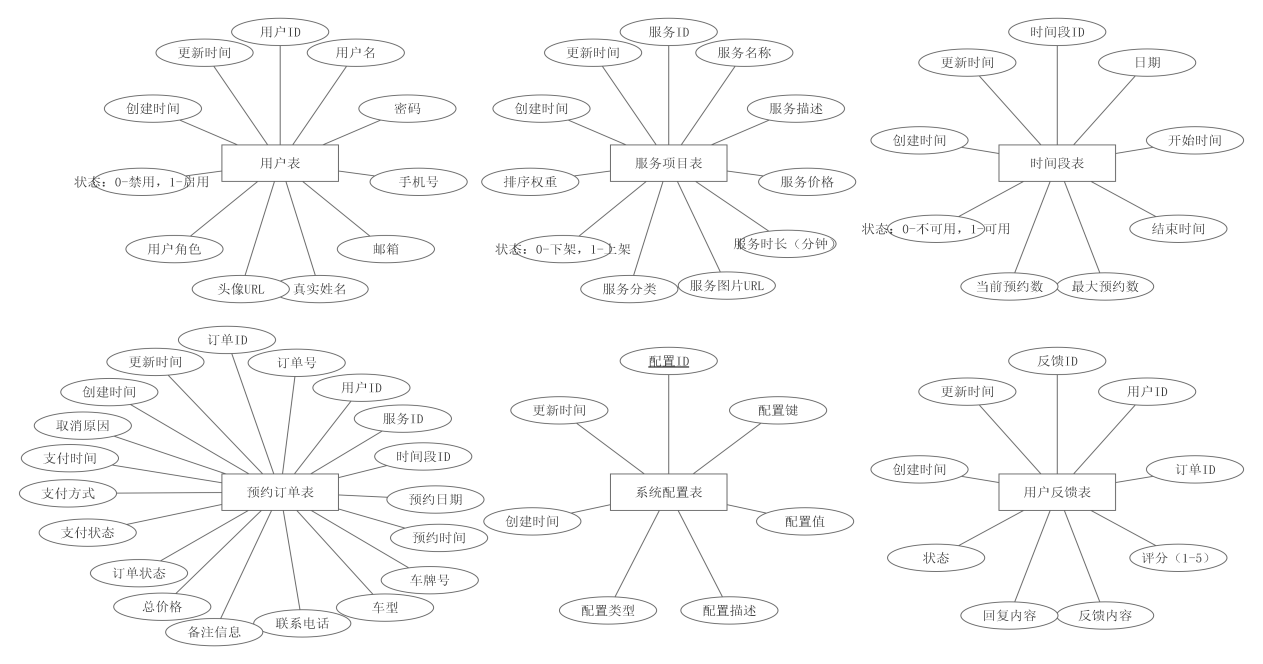 用户ID
更新时间
用户名
创建时间
密码
用户表
状态：0-禁用，1-启用
手机号
用户角色
邮箱
头像URL
真实姓名
服务ID
更新时间
服务名称
创建时间
服务描述
服务项目表
排序权重
服务价格
状态：0-下架，1-上架
服务时长（分钟）
服务分类
服务图片URL
时间段ID
更新时间
日期
创建时间
开始时间
时间段表
状态：0-不可用，1-可用
结束时间
当前预约数
最大预约数
订单ID
更新时间
订单号
创建时间
用户ID
取消原因
服务ID
支付时间
时间段ID
预约订单表
支付方式
预约日期
支付状态
预约时间
订单状态
车牌号
总价格
车型
备注信息
联系电话
配置ID
更新时间
配置键
系统配置表
创建时间
配置值
配置类型
配置描述
反馈ID
更新时间
用户ID
创建时间
订单ID
用户反馈表
状态
评分（1-5）
回复内容
反馈内容